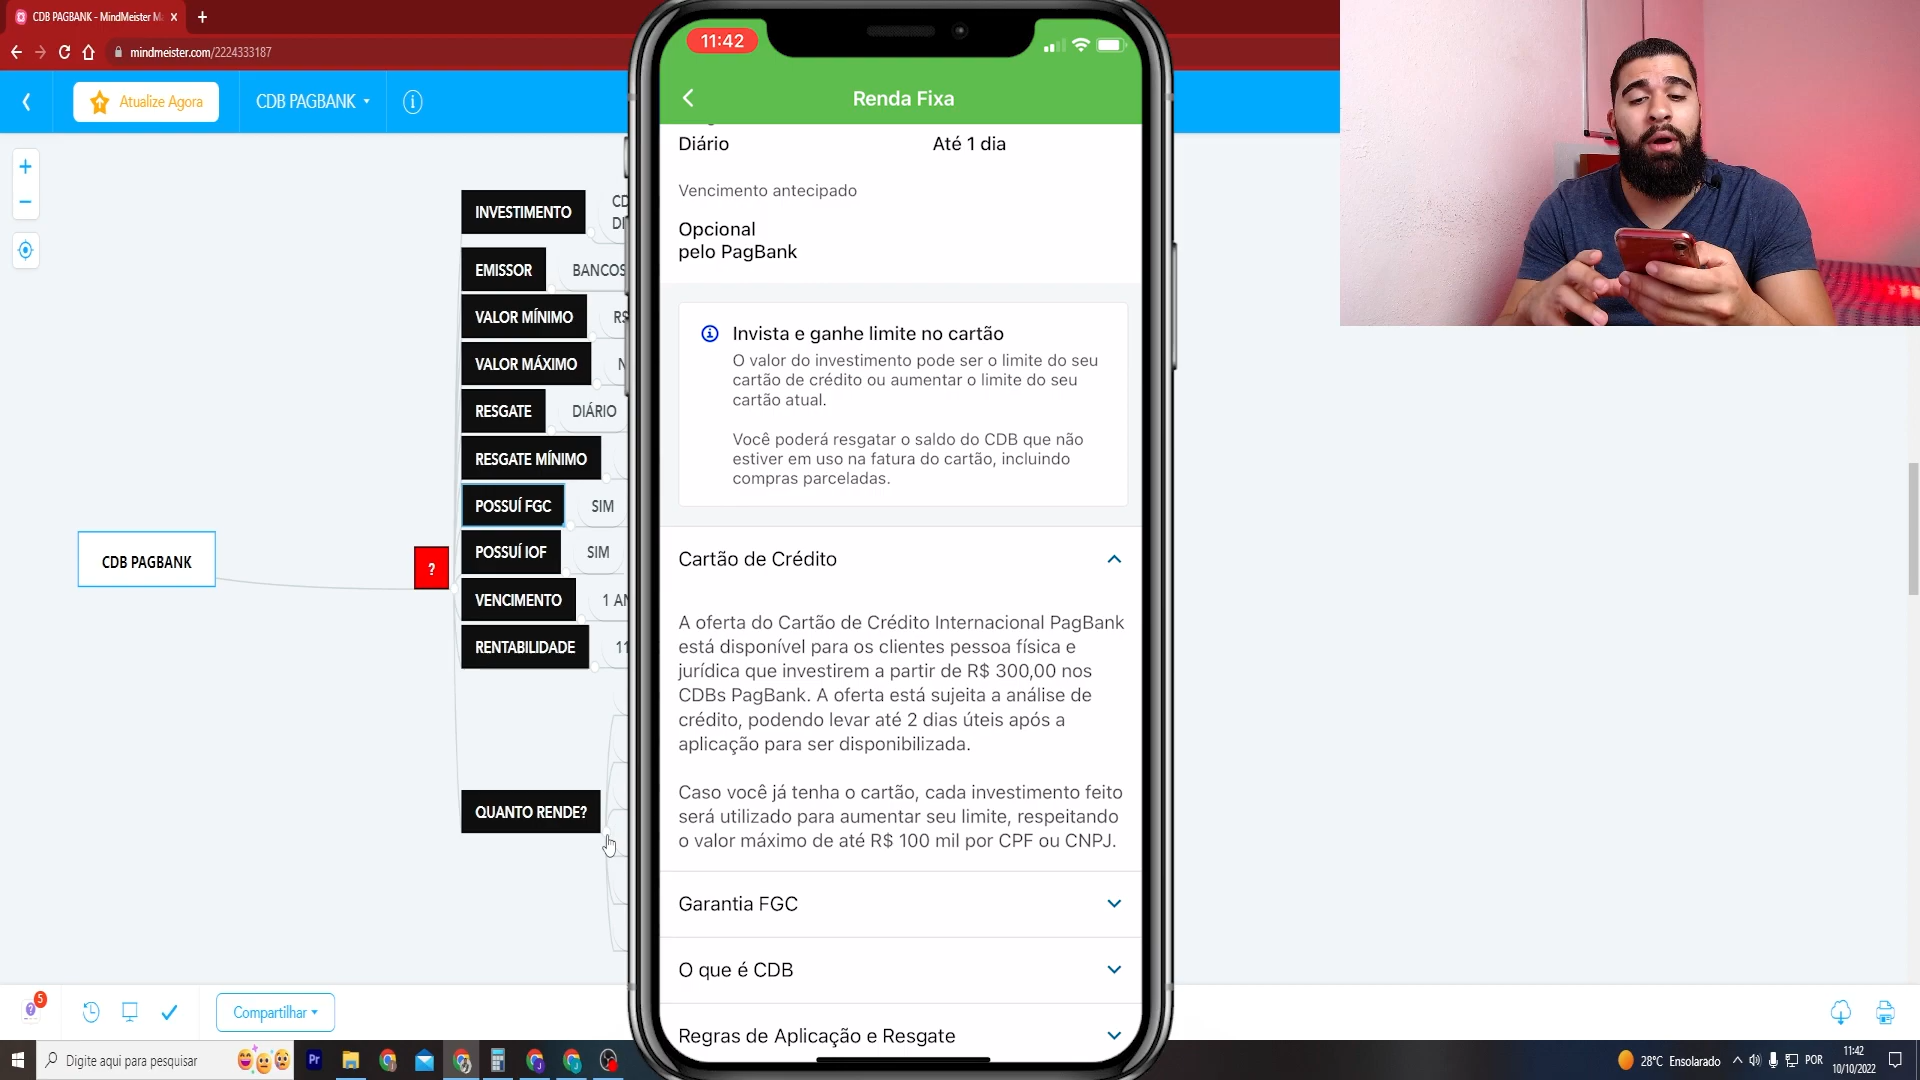 CDB PAGBANK - MindMeister M
mindmeister.com/2224333187
Atualize Agora
CDB PAGBANK
CDB PAGBANK
?
INVESTIMENTO
EMISSOR
BANCOS
VALOR MÍNIMO
VALOR MÁXIMO
RESGATE
DIÁRIO
RESGATE MÍNIMO
POSSUÍ FGC
SIM
POSSUÍ IOF
SIM
VENCIMENTO
RENTABILIDADE
QUANTO RENDE?
11:42
Renda Fixa
Diário
Até 1 dia
Vencimento antecipado
Opcional
pelo PagBank
Invista e ganhe limite no cartão
O valor do investimento pode ser o limite do seu
cartão de crédito ou aumentar o limite do seu
cartão atual.
Você poderá resgatar o saldo do CDB que não
estiver em uso na fatura do cartão, incluindo
compras parceladas.
Cartão de Crédito
A oferta do Cartão de Crédito Internacional PagBank
está disponível para os clientes pessoa física e
jurídica que investirem a partir de R$ 300,00 nos
CDBs PagBank. A oferta está sujeita a análise de
crédito, podendo levar até 2 dias úteis após a
aplicação para ser disponibilizada.
Caso você já tenha o cartão, cada investimento feito
será utilizado para aumentar seu limite, respeitando
o valor máximo de até R$ 100 mil por CPF ou CNPJ.
Garantia FGC
O que é CDB
Regras de Aplicação e Resgate
5
Compartilhar
Digite aqui para pesquisar
Pr
28°C Ensolarado
POR
11:42
10/10/2022